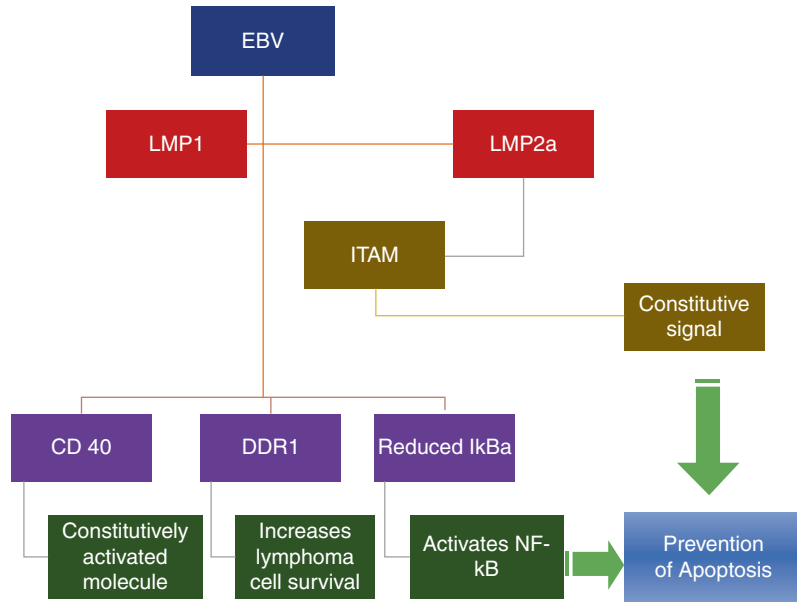 EBV
LMP1
LMP2a
ITAM
Constitutive
signal
CD 40
DDR1
Reduced IkBa
Constitutively
activated
molecule
Increases
lymphoma
cell survival
Activates NF-
kB
Prevention
of Apoptosis